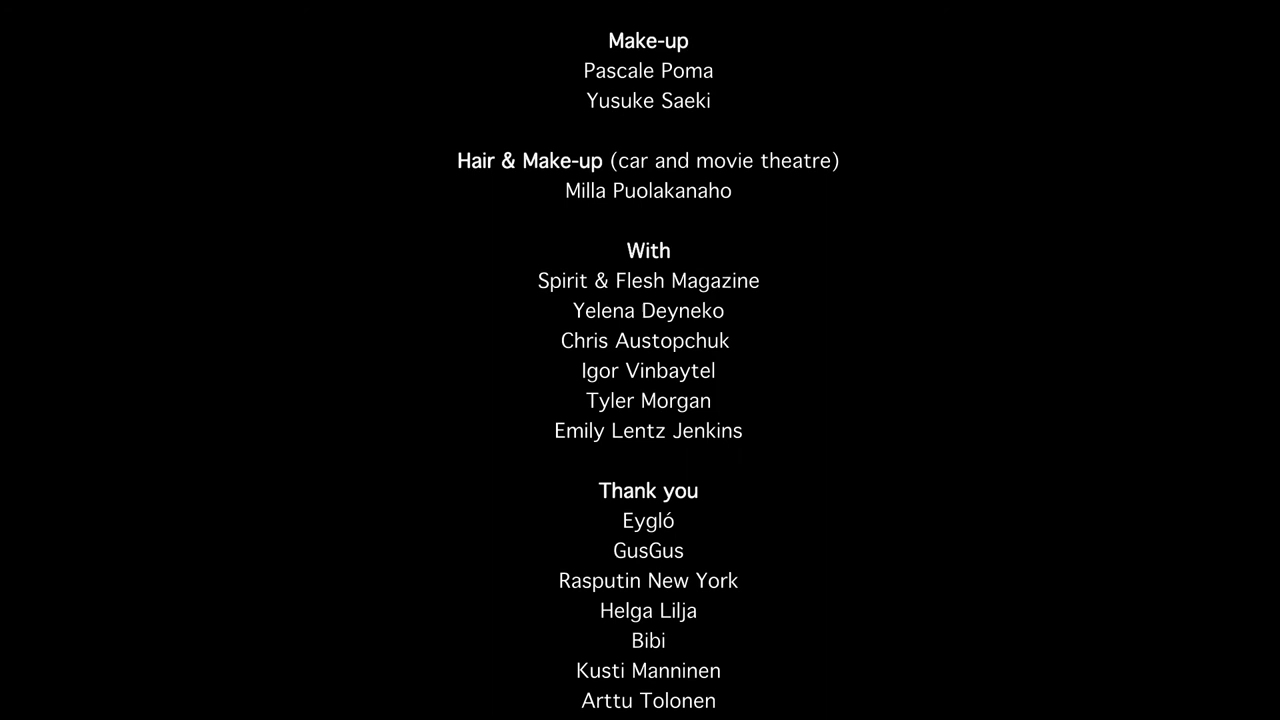 Make-up
Pascale Poma
Yusuke Saeki
Hair & Make-up (car and movie theatre)
Milla Puolakanaho
With
Spirit & Flesh Magazine
Yelena Deyneko
Chris Austopchuk
Igor Vinbaytel
Tyler Morgan
Emily Lentz Jenkins
Thank you
Eygló
GusGus
Rasputin New York
Helga Lilja
Bibi
Kusti Manninen
Arttu Tolonen